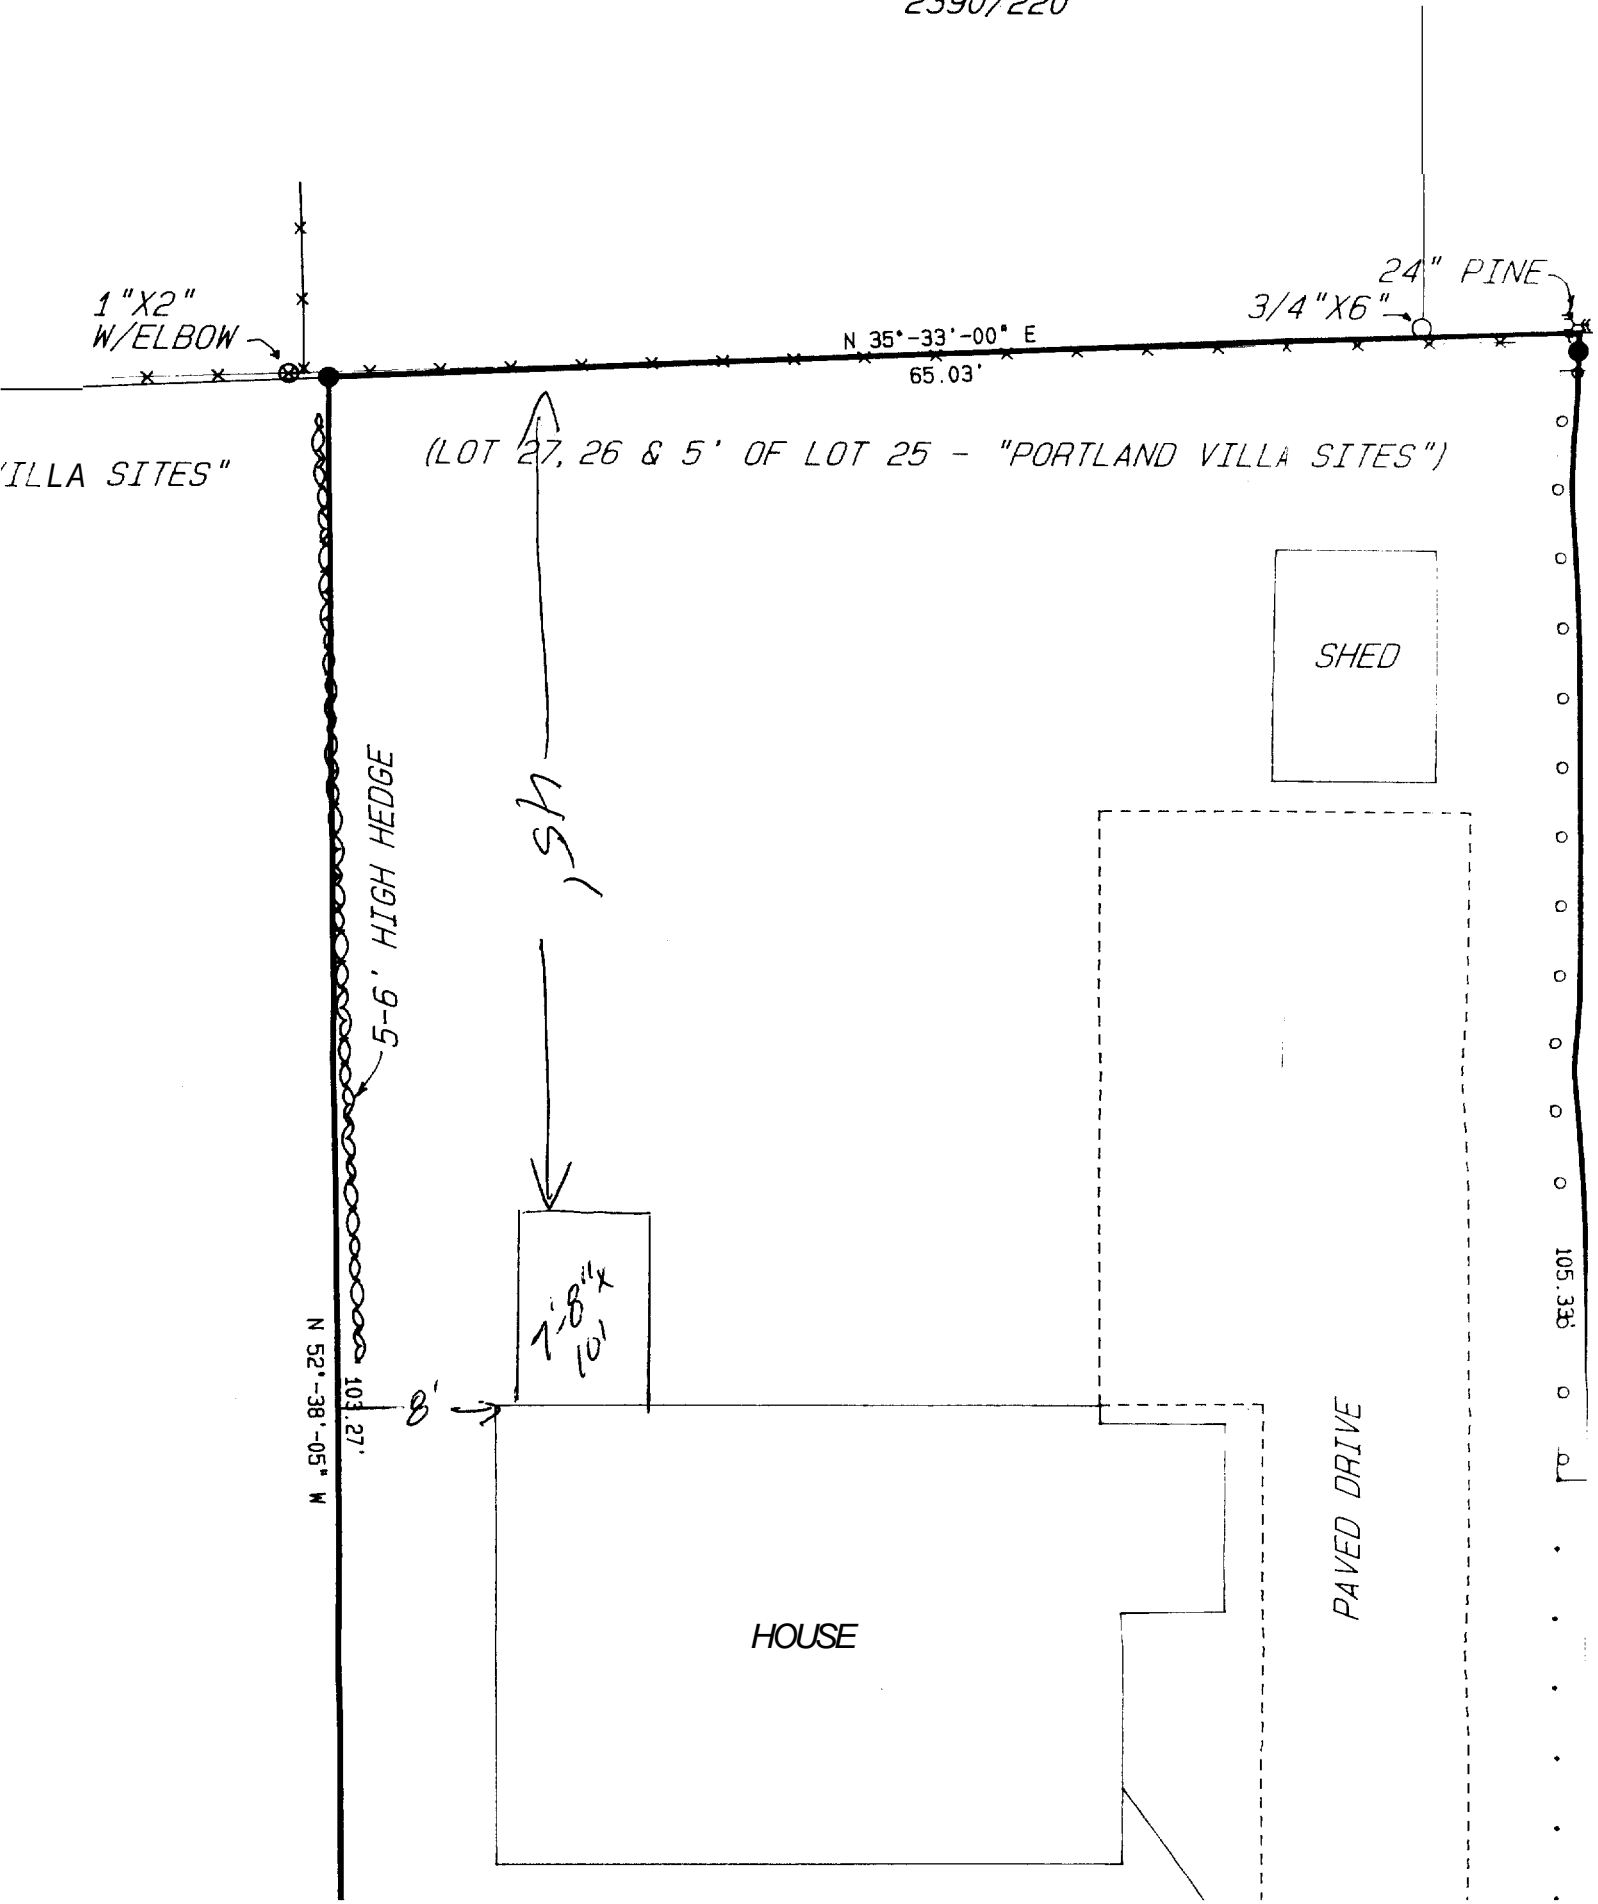 2390/220
24" PINE
3/4"X6"
1"X2"
W/ELBOW
N 35°-33'-00" E
65.03'
(LOT 27, 26 & 5' OF LOT 25 - "PORTLAND VILLA SITES")
VILLA SITES"
SHED
45'
5-6' HIGH HEDGE
7',8"x
10'
105.33'
N 52°-38'-05" W
103.27'
8'
PAVED DRIVE
HOUSE